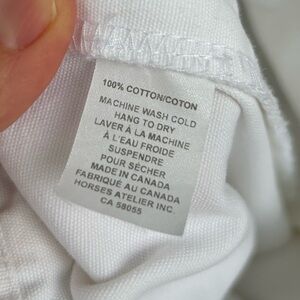 100% COTTON/COTON
MACHINE WASH COLD
HANG TO DRY
LAVER À LA MACHINE
À L'EAU FROIDE
SUSPENDRE
POUR SÉCHER
MADE IN CANADA
FABRIQUÉ AU CANADA
HORSES ATELIER INC.
CA 58055